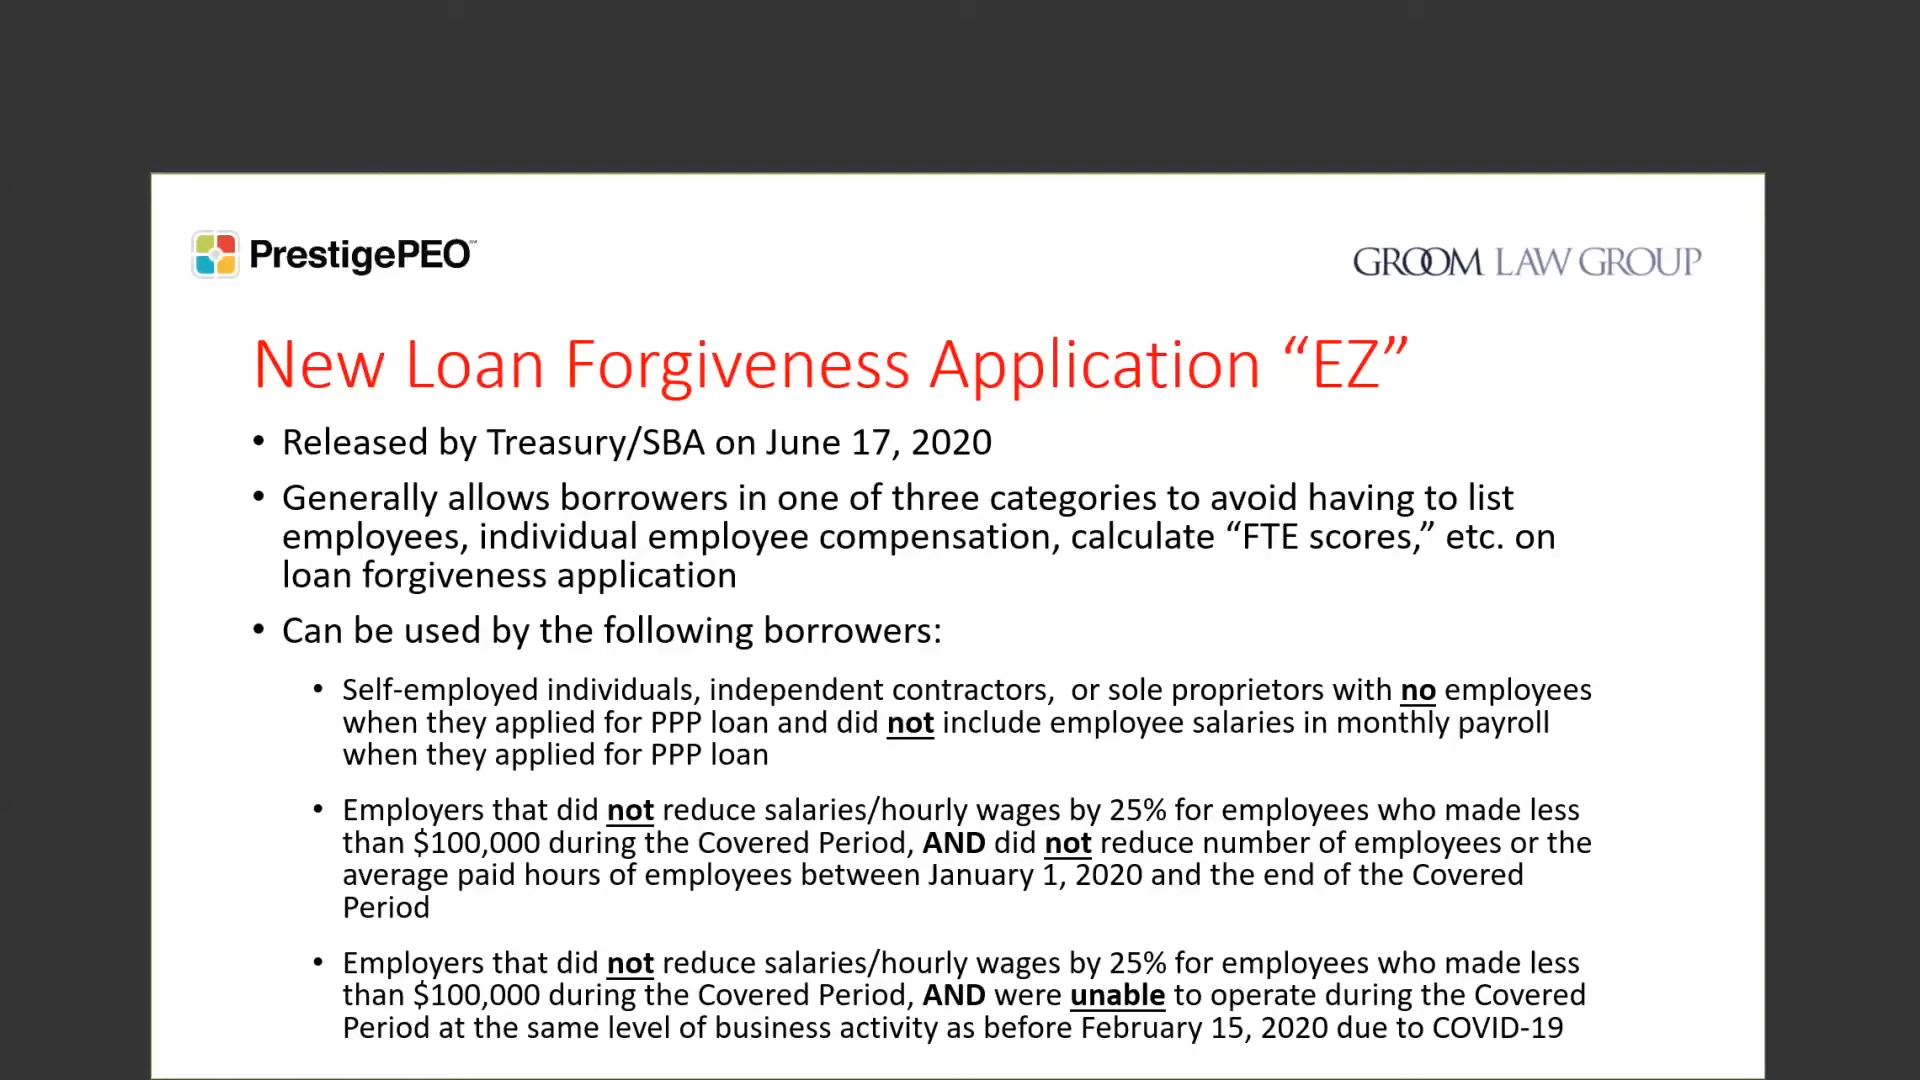 PrestigePEO℠
GROOM LAW GROUP
New Loan Forgiveness Application “EZ”
• Released by Treasury/SBA on June 17, 2020
• Generally allows borrowers in one of three categories to avoid having to list
employees, individual employee compensation, calculate “FTE scores,” etc. on
loan forgiveness application
• Can be used by the following borrowers:
• Self-employed individuals, independent contractors,  or sole proprietors with no employees
when they applied for PPP loan and did not include employee salaries in monthly payroll
when they applied for PPP loan
• Employers that did not reduce salaries/hourly wages by 25% for employees who made less
than $100,000 during the Covered Period, AND did not reduce number of employees or the
average paid hours of employees between January 1, 2020 and the end of the Covered
Period
• Employers that did not reduce salaries/hourly wages by 25% for employees who made less
than $100,000 during the Covered Period, AND were unable to operate during the Covered
Period at the same level of business activity as before February 15, 2020 due to COVID-19